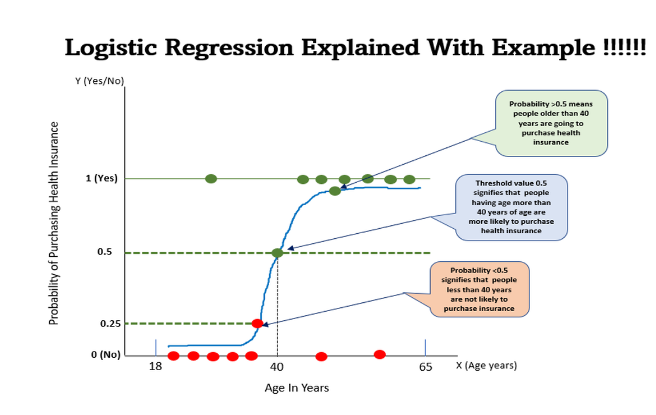 Logistic Regression Explained With Example !!!!!!
Y (Yes/No)
Probability of Purchasing Health Insurance
1 (Yes)
0.5
0.25
0 (No)
18
40
65
X (Age years)
Age In Years
Probability >0.5 means
people older than 40
years are going to
purchase health
insurance
Threshold value 0.5
signifies that people
having age more than
40 years of age are
more likely to purchase
health insurance
Probability <0.5
signifies that people
less than 40 years
are not likely to
purchase insurance